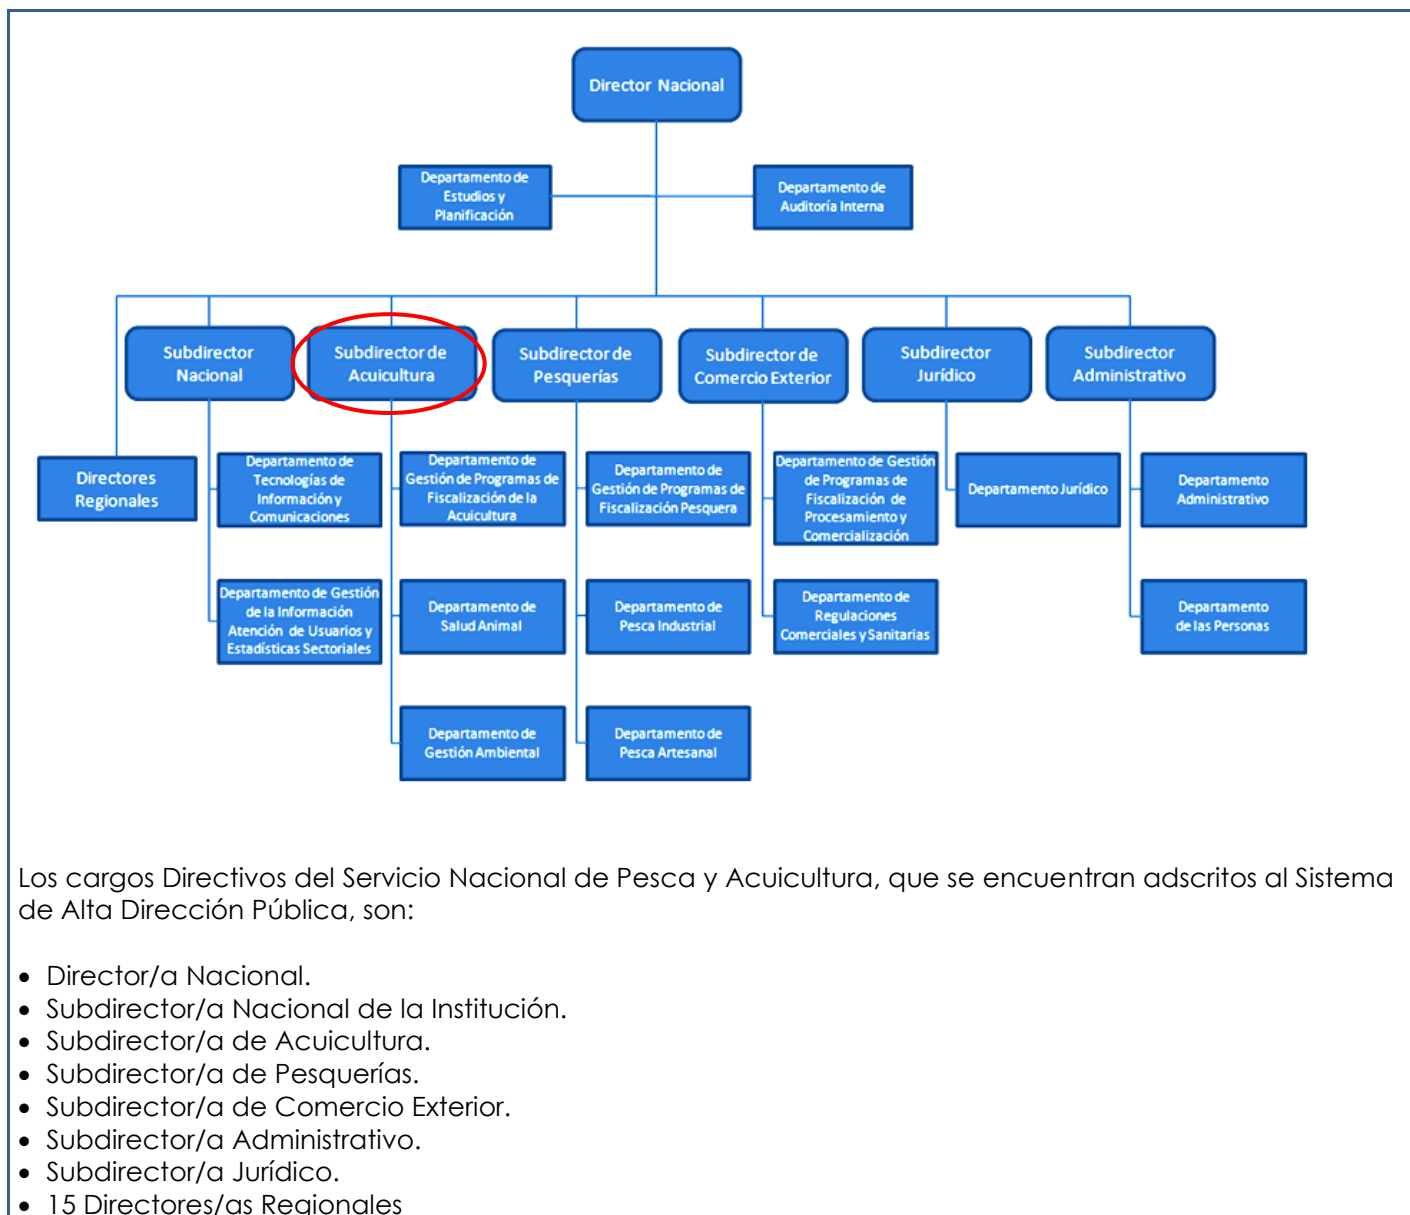 Director Nacional
Departamento de
Estudios y
Planificación
Departamento de
Auditoría Interna
Subdirector
Nacional
Subdirector de
Acuicultura
Subdirector de
Pesquerías
Subdirector de
Comercio Exterior
Subdirector
Jurídico
Subdirector
Administrativo
Directores
Regionales
Departamento de
Tecnologías de
Información y
Comunicaciones
Departamento de
Gestión de Programas de
Fiscalización de la
Acuicultura
Departamento de
Gestión de Programas de
Fiscalización Pesquera
Departamento de Gestión
de Programas de
Fiscalización de
Procesamiento y
Comercialización
Departamento Jurídico
Departamento
Administrativo
Departamento de Gestión
de la Información
Atención de Usuarios y
Estadísticas Sectoriales
Departamento de
Salud Animal
Departamento de
Pesca Industrial
Departamento de
Regulaciones
Comerciales y Sanitarias
Departamento
de las Personas
Departamento de
Gestión Ambiental
Departamento de
Pesca Artesanal
Los cargos Directivos del Servicio Nacional de Pesca y Acuicultura, que se encuentran adscritos al Sistema
de Alta Dirección Pública, son:
• Director/a Nacional.
• Subdirector/a Nacional de la Institución.
• Subdirector/a de Acuicultura.
• Subdirector/a de Pesquerías.
• Subdirector/a de Comercio Exterior.
• Subdirector/a Administrativo.
• Subdirector/a Jurídico.
• 15 Directores/as Regionales